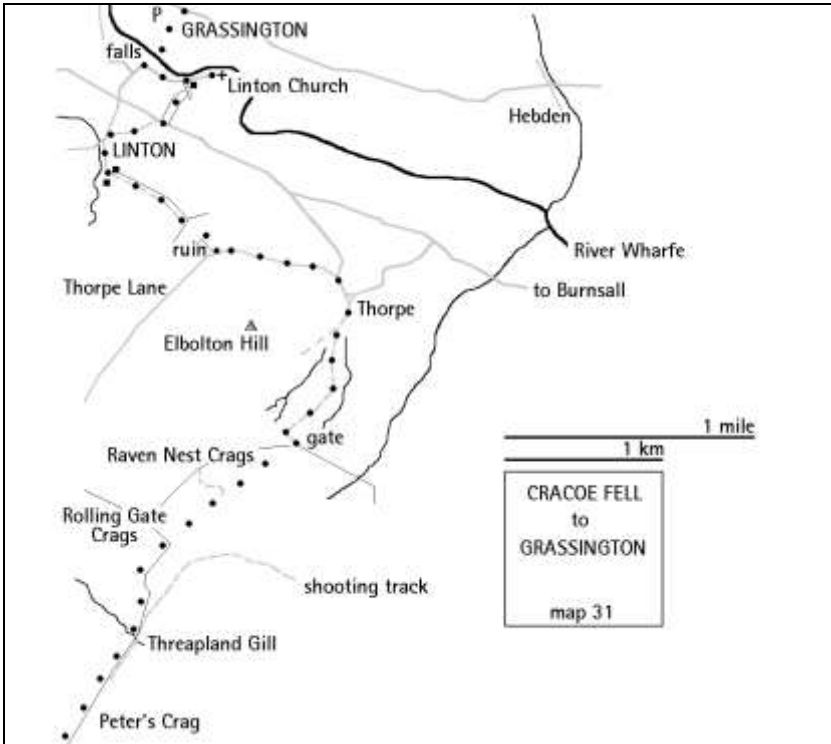 P
GRASSINGTON
falls
Linton Church
Hebden
LINTON
River Wharfe
ruin
Thorpe Lane
to Burnsall
Thorpe
Elbolton Hill
gate
1 mile
Raven Nest Crags
1 km
CRACOE FELL
to
GRASSINGTON
map 31
Rolling Gate
Crags
shooting track
Threapland Gill
Peter's Crag